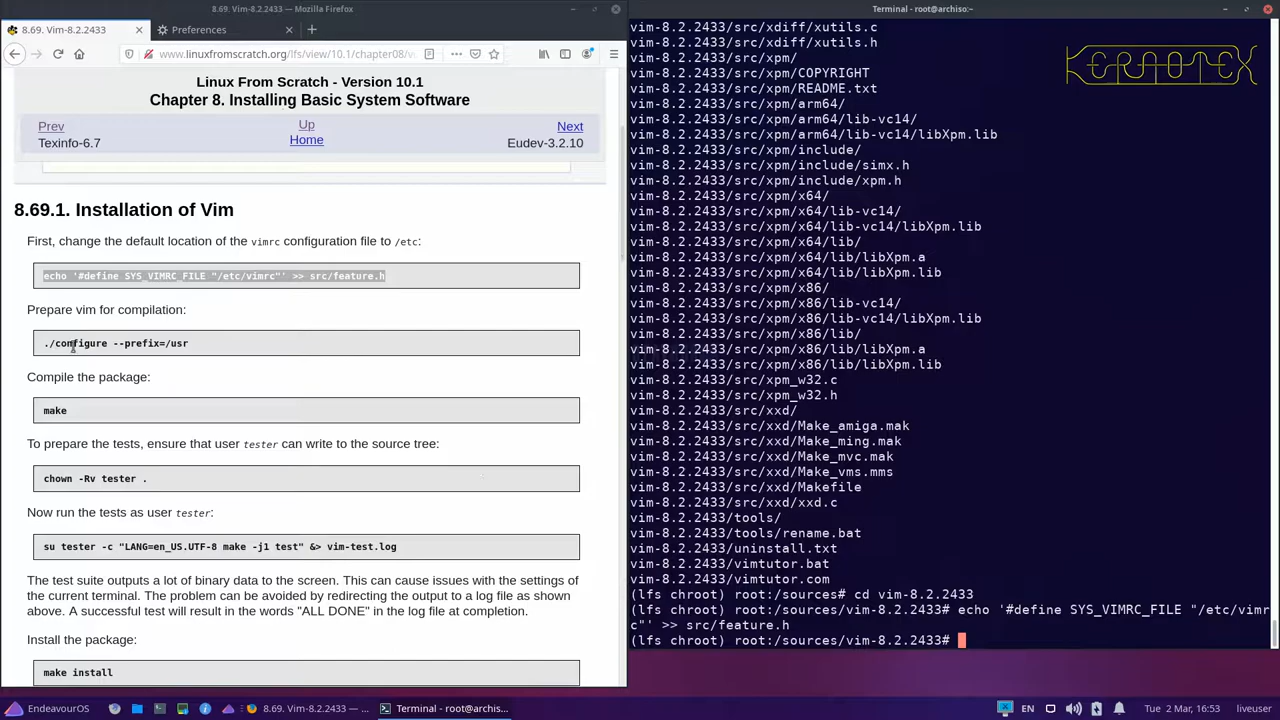 8.69. Vim-8.2.2433 — Mozilla Firefox
8.69. Vim-8.2.2433
Preferences
www.linuxfromscratch.org/lfs/view/10.1/chapter08/v
Linux From Scratch - Version 10.1
Chapter 8. Installing Basic System Software
Prev
Up
Next
Texinfo-6.7
Home
Eudev-3.2.10
8.69.1. Installation of Vim
First, change the default location of the vimrc configuration file to /etc:
echo '#define SYS_VIMRC_FILE "/etc/vimrc"' >> src/feature.h
Prepare vim for compilation:
./configure --prefix=/usr
Compile the package:
make
To prepare the tests, ensure that user tester can write to the source tree:
chown -Rv tester .
Now run the tests as user tester:
su tester -c "LANG=en_US.UTF-8 make -j1 test" &> vim-test.log
The test suite outputs a lot of binary data to the screen. This can cause issues with the settings of
the current terminal. The problem can be avoided by redirecting the output to a log file as shown
above. A successful test will result in the words "ALL DONE" in the log file at completion.
Install the package:
make install
Terminal - root@archiso:~
KERNOTEX
vim-8.2.2433/src/xdiff/xutils.c
vim-8.2.2433/src/xdiff/xutils.h
vim-8.2.2433/src/xpm/
vim-8.2.2433/src/xpm/COPYRIGHT
vim-8.2.2433/src/xpm/README.txt
vim-8.2.2433/src/xpm/arm64/
vim-8.2.2433/src/xpm/arm64/lib-vc14/
vim-8.2.2433/src/xpm/arm64/lib-vc14/libXpm.lib
vim-8.2.2433/src/xpm/include/
vim-8.2.2433/src/xpm/include/simx.h
vim-8.2.2433/src/xpm/include/xpm.h
vim-8.2.2433/src/xpm/x64/
vim-8.2.2433/src/xpm/x64/lib-vc14/
vim-8.2.2433/src/xpm/x64/lib-vc14/libXpm.lib
vim-8.2.2433/src/xpm/x64/lib/
vim-8.2.2433/src/xpm/x64/lib/libXpm.a
vim-8.2.2433/src/xpm/x64/lib/libXpm.lib
vim-8.2.2433/src/xpm/x86/
vim-8.2.2433/src/xpm/x86/lib-vc14/
vim-8.2.2433/src/xpm/x86/lib-vc14/libXpm.lib
vim-8.2.2433/src/xpm/x86/lib/
vim-8.2.2433/src/xpm/x86/lib/libXpm.a
vim-8.2.2433/src/xpm/x86/lib/libXpm.lib
vim-8.2.2433/src/xpm_w32.c
vim-8.2.2433/src/xpm_w32.h
vim-8.2.2433/src/xxd/
vim-8.2.2433/src/xxd/Make_amiga.mak
vim-8.2.2433/src/xxd/Make_ming.mak
vim-8.2.2433/src/xxd/Make_mvc.mak
vim-8.2.2433/src/xxd/Make_vms.mms
vim-8.2.2433/src/xxd/Makefile
vim-8.2.2433/src/xxd/xxd.c
vim-8.2.2433/tools/
vim-8.2.2433/tools/rename.bat
vim-8.2.2433/uninstall.txt
vim-8.2.2433/vimtutor.bat
vim-8.2.2433/vimtutor.com
(lfs chroot) root:/sources# cd vim-8.2.2433
(lfs chroot) root:/sources/vim-8.2.2433# echo '#define SYS_VIMRC_FILE "/etc/vimr
c"' >> src/feature.h
(lfs chroot) root:/sources/vim-8.2.2433#
EndeavourOS
8.69. Vim-8.2.2433 — ...
Terminal - root@archiso...
EN
Tue 2 Mar, 16:53
liveuser